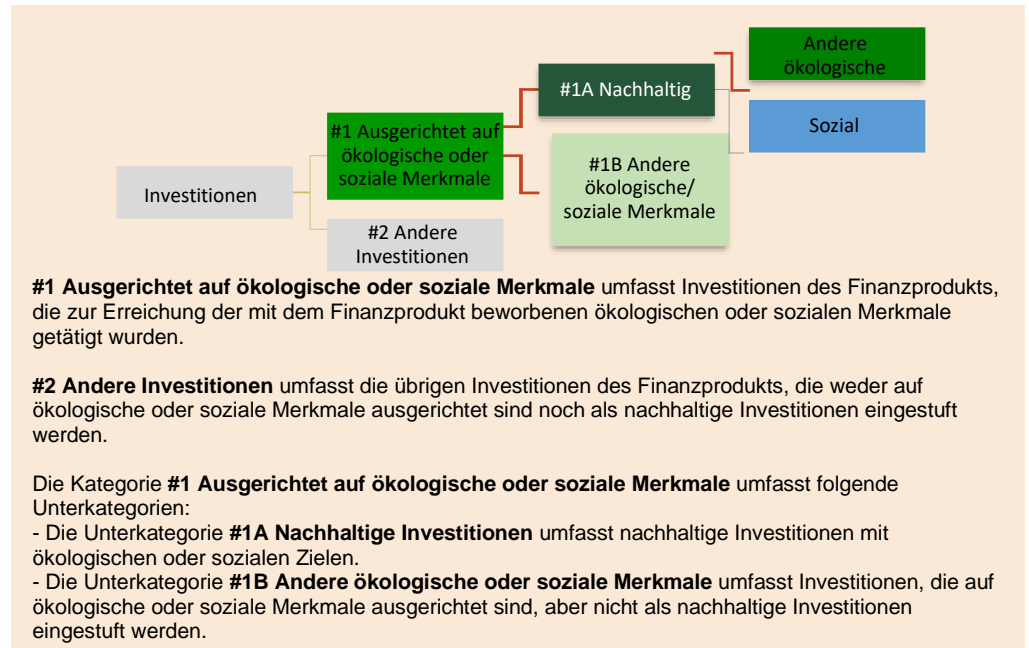 Andere
ökologische
#1A Nachhaltig
Sozial
#1 Ausgerichtet auf
ökologische oder
soziale Merkmale
#1B Andere
ökologische/
soziale Merkmale
Investitionen
#2 Andere
Investitionen
#1 Ausgerichtet auf ökologische oder soziale Merkmale umfasst Investitionen des Finanzprodukts,
die zur Erreichung der mit dem Finanzprodukt beworbenen ökologischen oder sozialen Merkmale
getätigt wurden.
#2 Andere Investitionen umfasst die übrigen Investitionen des Finanzprodukts, die weder auf
ökologische oder soziale Merkmale ausgerichtet sind noch als nachhaltige Investitionen eingestuft
werden.
Die Kategorie #1 Ausgerichtet auf ökologische oder soziale Merkmale umfasst folgende
Unterkategorien:
- Die Unterkategorie #1A Nachhaltige Investitionen umfasst nachhaltige Investitionen mit
ökologischen oder sozialen Zielen.
- Die Unterkategorie #1B Andere ökologische oder soziale Merkmale umfasst Investitionen, die auf
ökologische oder soziale Merkmale ausgerichtet sind, aber nicht als nachhaltige Investitionen
eingestuft werden.